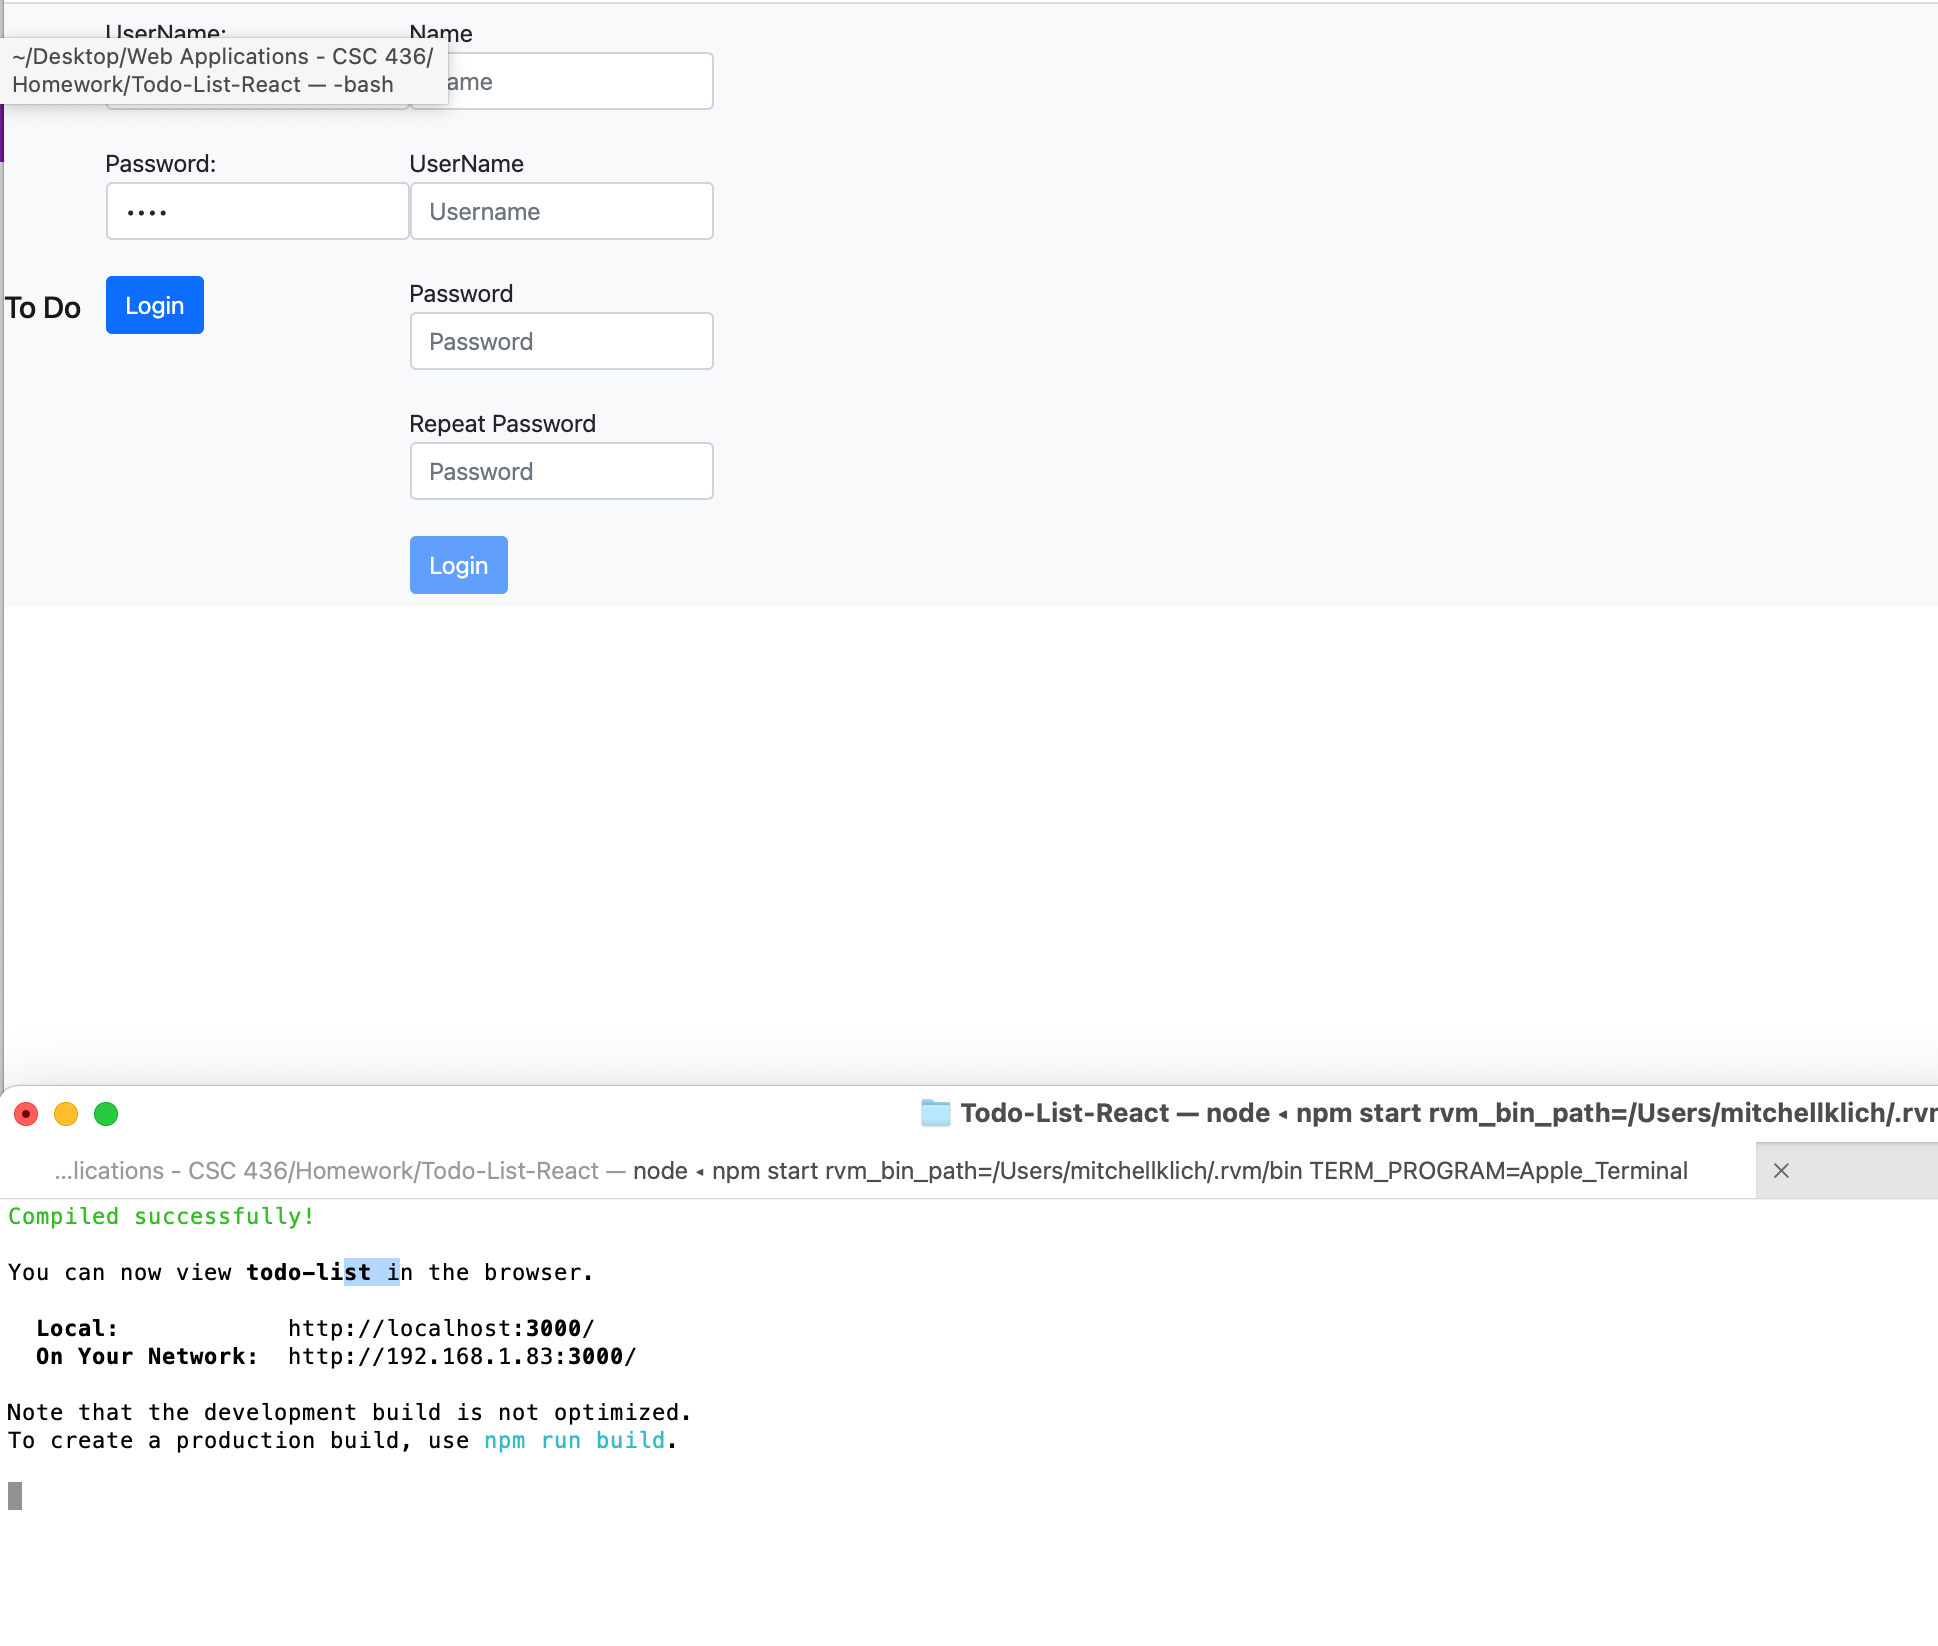 UserName:
Name
~/Desktop/Web Applications - CSC 436/
Homework/Todo-List-React — -bash
ame
Password:
UserName
••••
Username
To Do
Login
Password
Password
Repeat Password
Password
Login
Todo-List-React — node ◂ npm start rvm_bin_path=/Users/mitchellklich/.rvm
...lications - CSC 436/Homework/Todo-List-React — node ◂ npm start rvm_bin_path=/Users/mitchellklich/.rvm/bin TERM_PROGRAM=Apple_Terminal
Compiled successfully!
You can now view todo-list in the browser.
Local: http://localhost:3000/
On Your Network: http://192.168.1.83:3000/
Note that the development build is not optimized.
To create a production build, use npm run build.